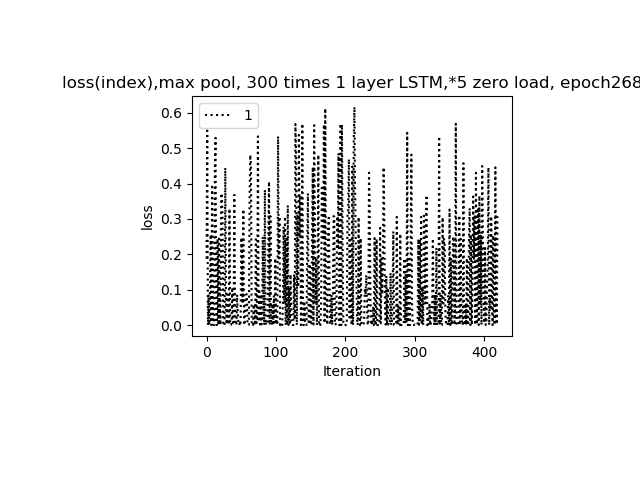 loss(index),max pool, 300 times 1 layer LSTM,*5 zero load, epoch268
1
0.6
0.5
0.4
0.3
0.2
0.1
0.0
loss
0 100 200 300 400
Iteration